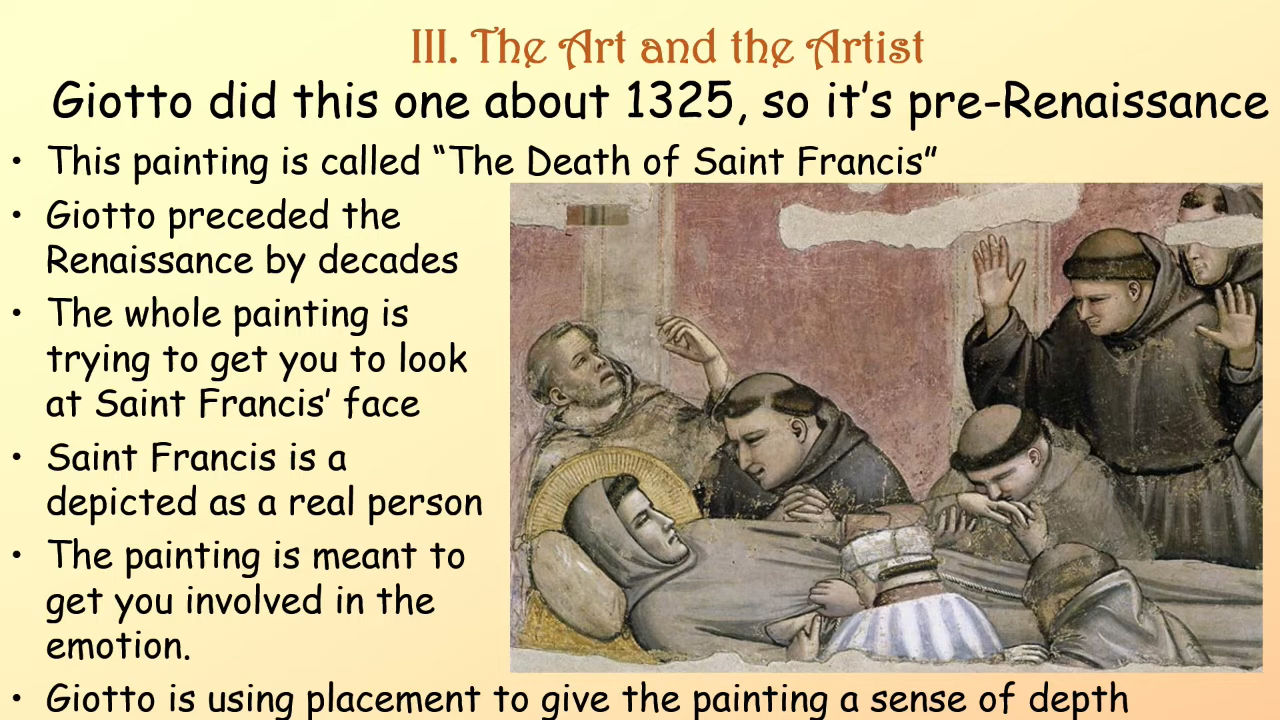 III. The Art and the Artist
Giotto did this one about 1325, so it’s pre-Renaissance
• This painting is called “The Death of Saint Francis”
• Giotto preceded the
Renaissance by decades
• The whole painting is
trying to get you to look
at Saint Francis’ face
• Saint Francis is a
depicted as a real person
• The painting is meant to
get you involved in the
emotion.
• Giotto is using placement to give the painting a sense of depth